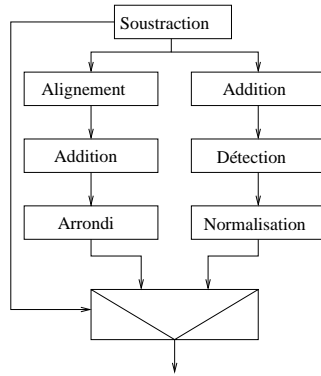 Soustraction
Alignement
Addition
Addition
Détection
Arrondi
Normalisation